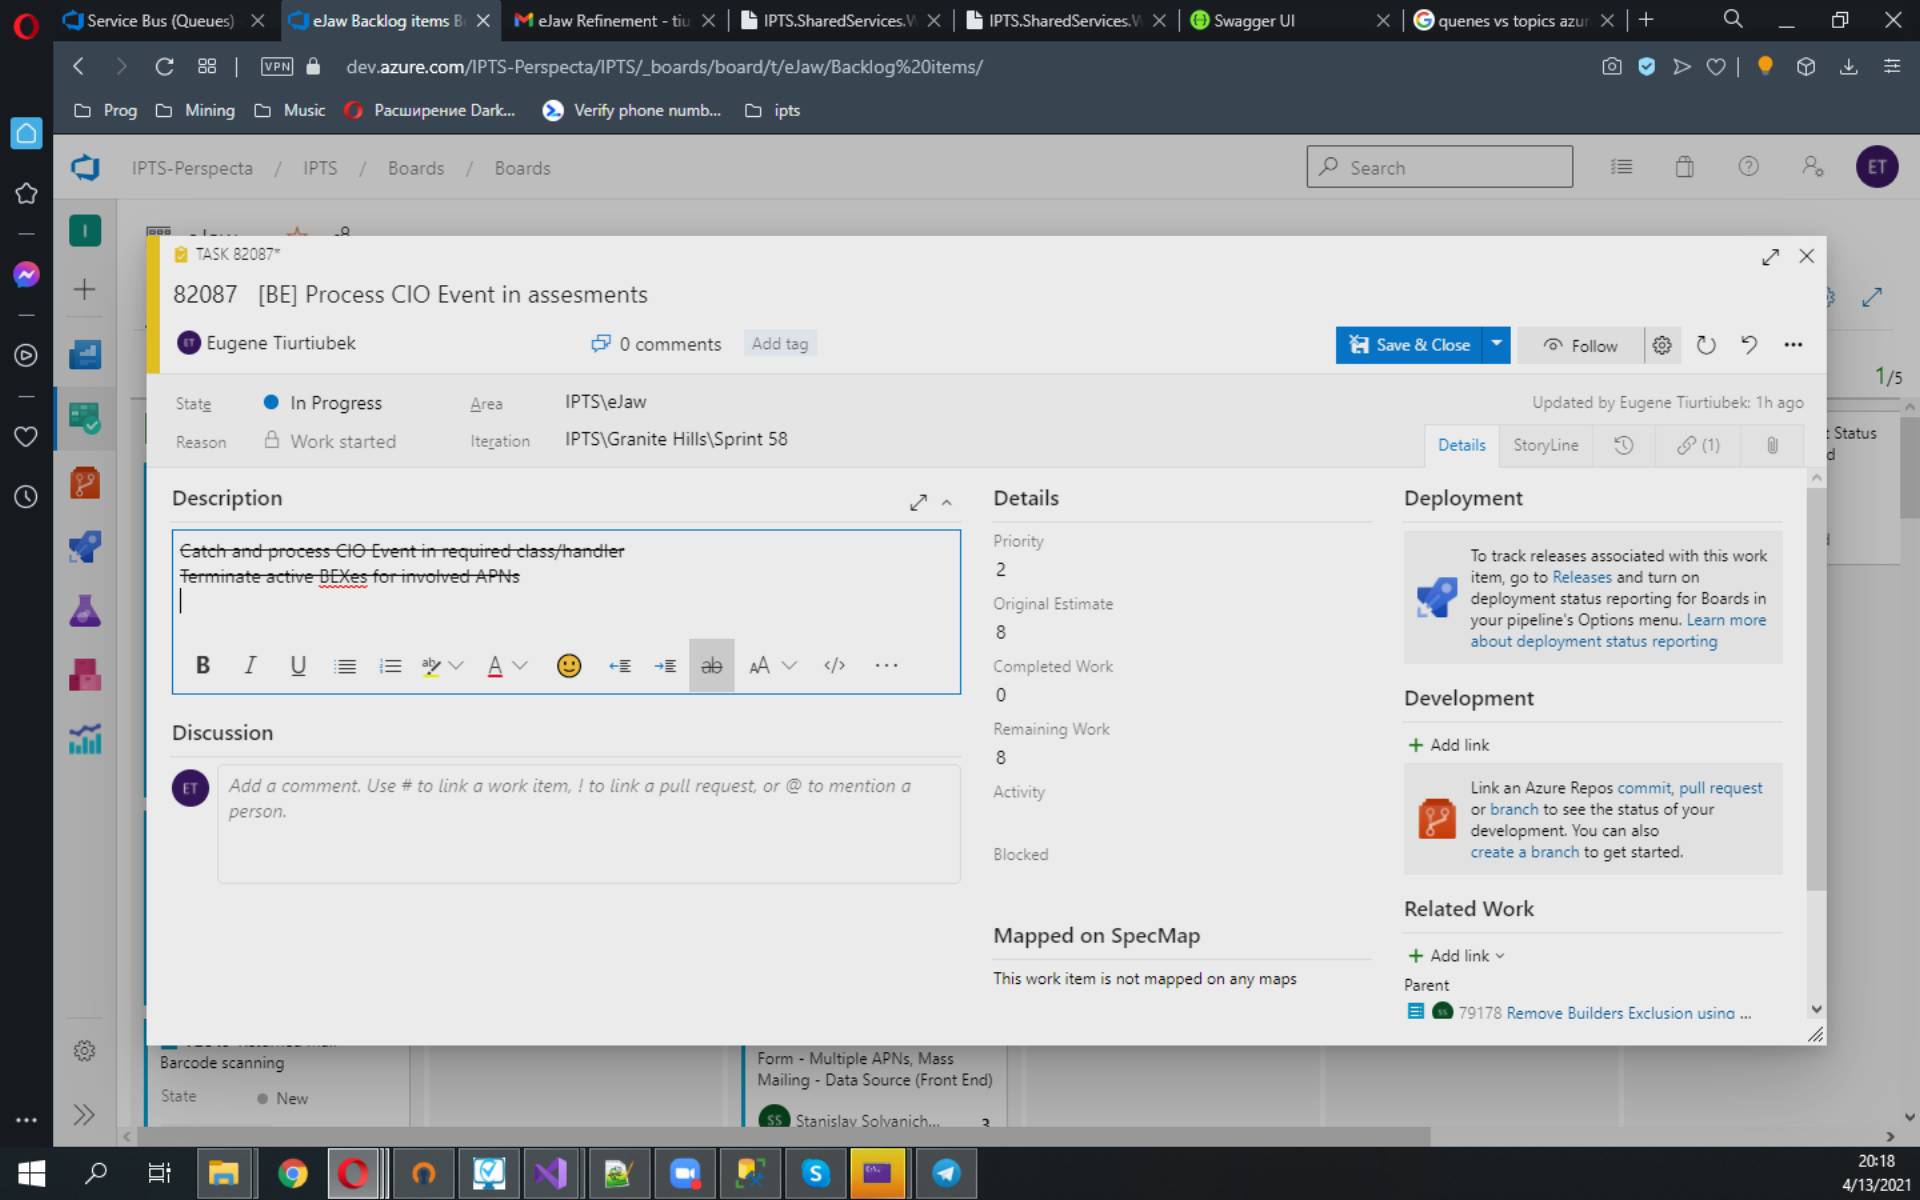 Service Bus (Queues)
eJaw Backlog items Bo
eJaw Refinement - tiu
IPTS.SharedServices.W
IPTS.SharedServices.W
Swagger UI
quenes vs topics azur
VPN
dev.azure.com/IPTS-Perspecta/IPTS/_boards/board/t/eJaw/Backlog%20items/
Prog
Mining
Music
Расширение Dark...
Verify phone numb...
ipts
IPTS-Perspecta / IPTS / Boards / Boards
Search
ET
I
TASK 82087*
82087 [BE] Process CIO Event in assesments
ET Eugene Tiurtiubek
0 comments
Add tag
Save & Close
Follow
1/5
State
In Progress
Area
IPTS\eJaw
Updated by Eugene Tiurtiubek: 1h ago
Reason
Work started
Iteration
IPTS\Granite Hills\Sprint 58
Details
StoryLine
(1)
t Status
d
Description
Catch and process CIO Event in required class/handler
Terminate active BEXes for involved APNs
B I U ab A ab AA </> ...
Discussion
ET
Add a comment. Use # to link a work item, ! to link a pull request, or @ to mention a
person.
Details
Priority
2
Original Estimate
8
Completed Work
0
Remaining Work
8
Activity
Blocked
Mapped on SpecMap
This work item is not mapped on any maps
Deployment
To track releases associated with this work
item, go to Releases and turn on
deployment status reporting for Boards in
your pipeline's Options menu. Learn more
about deployment status reporting
Development
+ Add link
Link an Azure Repos commit, pull request
or branch to see the status of your
development. You can also
create a branch to get started.
Related Work
+ Add link
Parent
SS 79178 Remove Builders Exclusion using ...
Barcode scanning
State
New
Form - Multiple APNs, Mass
Mailing - Data Source (Front End)
SS Stanislav Solyanich...
3
20:18
4/13/2021